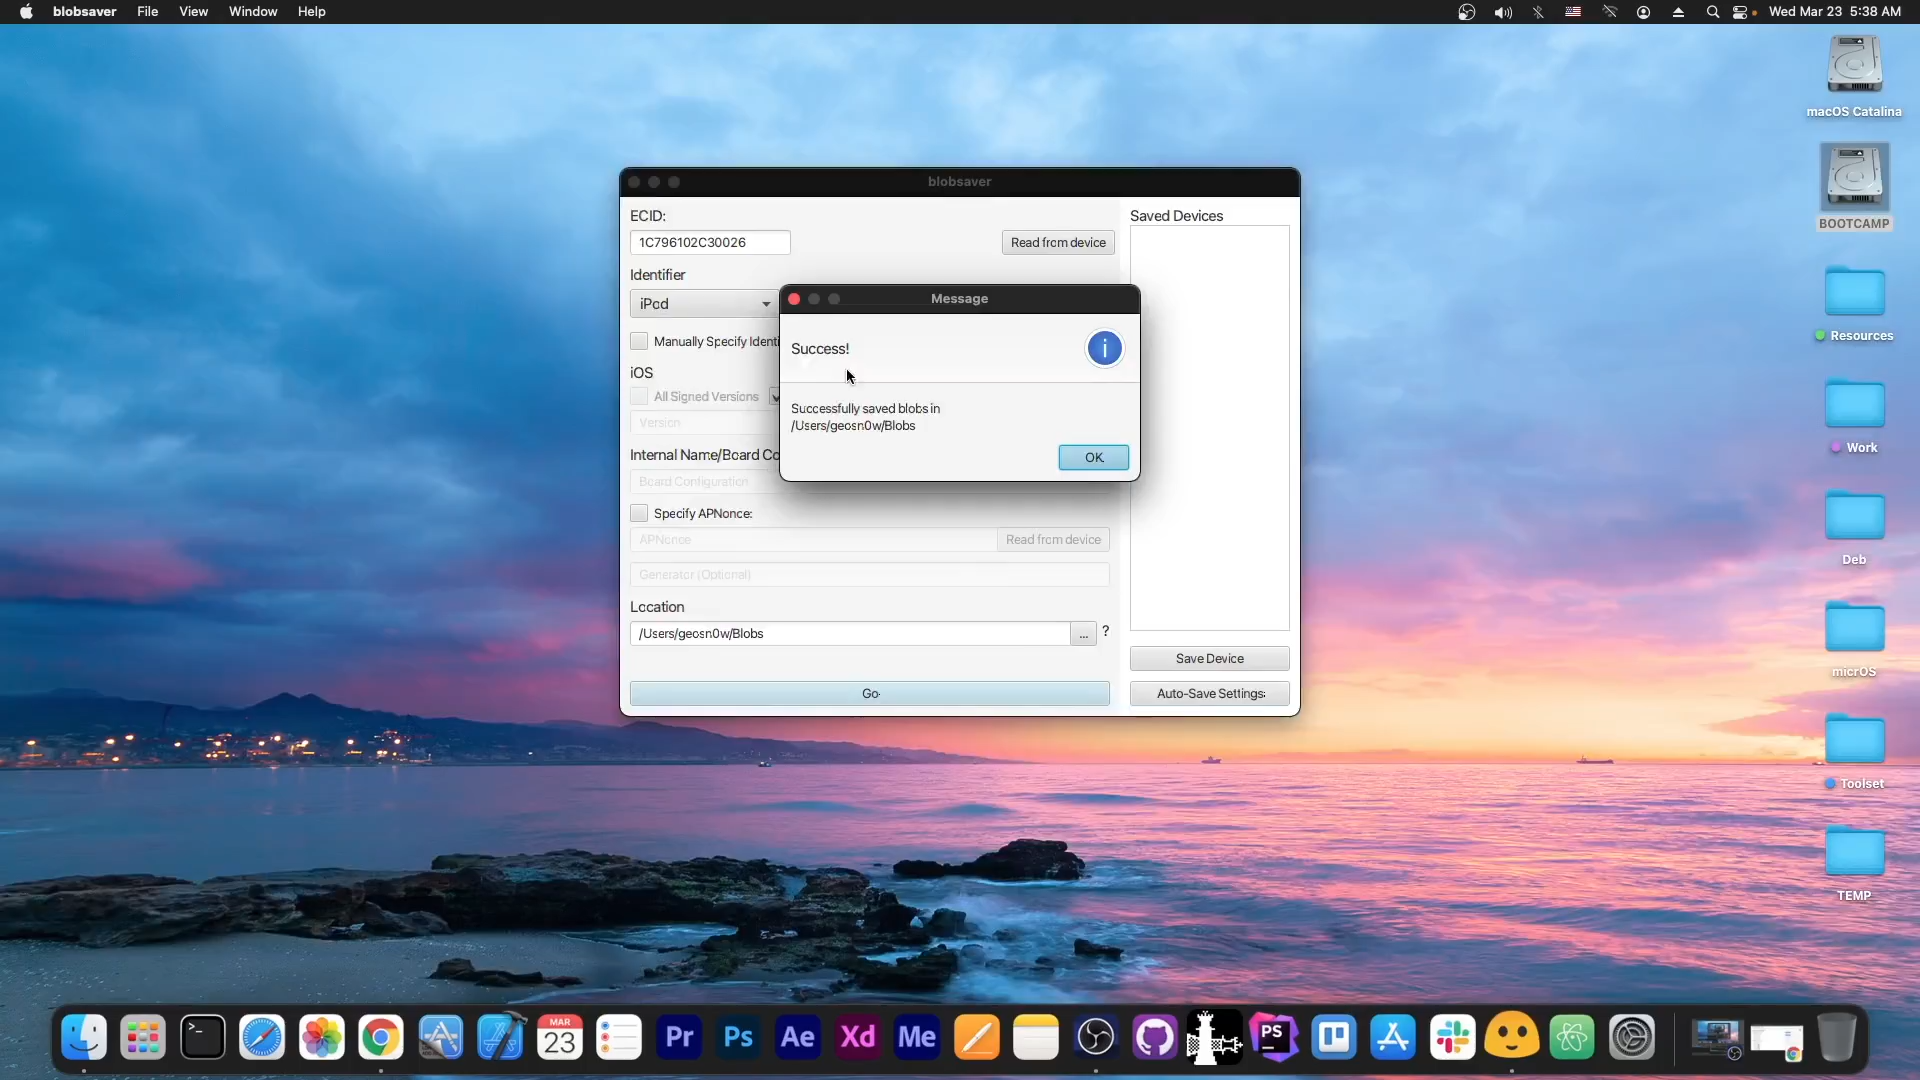 blobsaver File View Window Help
Wed Mar 23 5:38 AM
macOS Catalina
BOOTCAMP
Resources
Work
Deb
micrOS
Toolset
TEMP
blobsaver
ECID:
1C796102C30026
Read from device
Saved Devices
Identifier
iPod
Manually Specify Identi
iOS
All Signed Versions
Version
Internal Name/Board Co
Board Configuration
Specify APNonce:
APNonce
Read from device
Generator (Optional)
Location
/Users/geosn0w/Blobs
...
?
Go
Save Device
Auto-Save Settings
Message
Success!
i
Successfully saved blobs in
/Users/geosn0w/Blobs
OK
>_
MAR
23
Pr
Ps
Ae
Xd
Me
PS